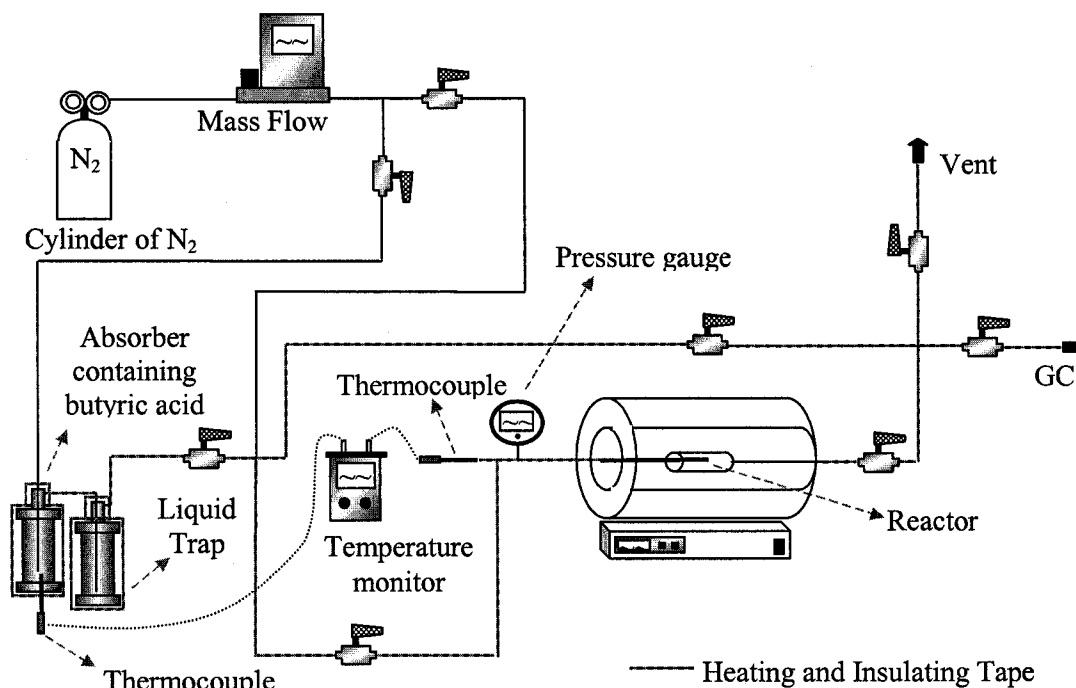 Mass Flow
N₂
Cylinder of N₂
Vent
Pressure gauge
Absorber
containing
butyric acid
Thermocouple
GC
Liquid
Trap
Temperature
monitor
Reactor
Thermocouple
Heating and Insulating Tape